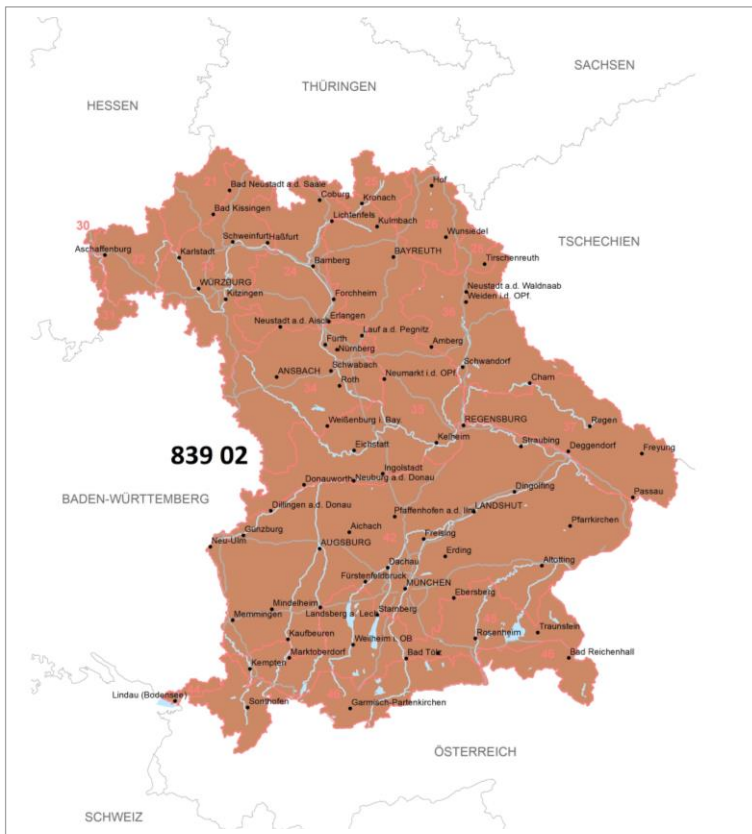 SACHSEN
THÜRINGEN
HESSEN
21
Bad Neustadt a.d. Saale
Hof
Coburg
Kronach
Bad Kissingen
Lichtenfels
Kulmbach
26
30
Schweinfurt
Haßfurt
Wunsiedel
TSCHECHIEN
Aschaffenburg
Karlstadt
BAYREUTH
Tirschenreuth
24
Bamberg
WÜRZBURG
Kitzingen
Forchheim
Neustadt a.d. Waldnaab
Weiden i.d. OPf.
Neustadt a.d. Aisch
Erlangen
Lauf a.d. Pegnitz
Fürth
Nürnberg
Amberg
ANSBACH
Schwabach
Roth
Neumarkt i.d. OPf.
Schwandorf
Cham
Weißenburg i. Bay.
REGENSBURG
Regen
Eichstätt
Kelheim
Straubing
Deggendorf
Freyung
839 02
Ingolstadt
Donauwörth
Neuburg a.d. Donau
Dingolfing
Passau
BADEN-WÜRTTEMBERG
Dillingen a.d. Donau
Pfaffenhofen a.d. Ilm
LANDSHUT
Pfarrkirchen
Günzburg
Aichach
42
Freising
Neu-Ulm
AUGSBURG
Erding
Dachau
Altötting
Fürstenfeldbruck
MÜNCHEN
Ebersberg
Mindelheim
Landsberg a. Lech
Starnberg
Memmingen
Kaufbeuren
Weilheim i. OB
Rosenheim
Traunstein
Marktoberdorf
Bad Tölz
Bad Reichenhall
Kempten
Lindau (Bodensee)
Sonthofen
Garmisch-Partenkirchen
ÖSTERREICH
SCHWEIZ